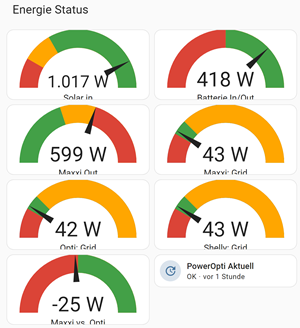 Energie Status
1.017 W
Solar in
418 W
Batterie In/Out
599 W
Maxxi Out
43 W
Maxxi: Grid
42 W
Opti: Grid
43 W
Shelly: Grid
-25 W
Maxxi vs. Opti
PowerOpti Aktuell
OK · vor 1 Stunde